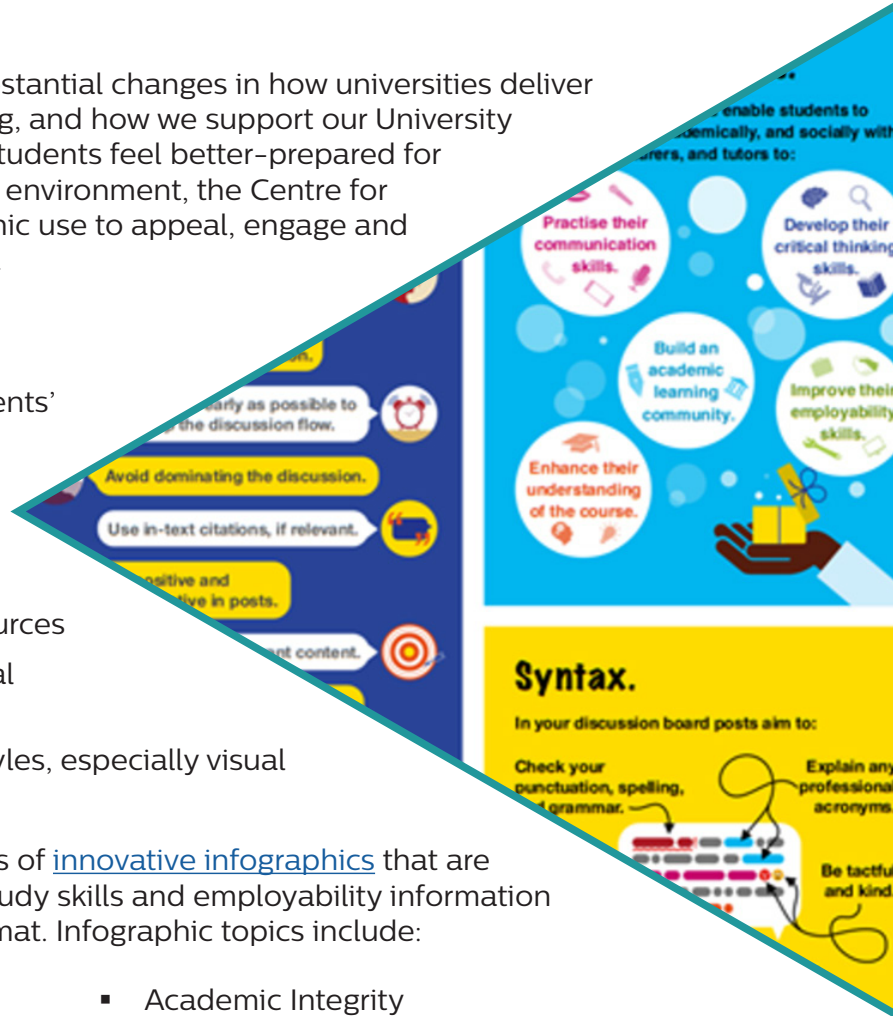 stantial changes in how universities deliver
g, and how we support our University
tudents feel better-prepared for
environment, the Centre for
nic use to appeal, engage and
ents’
urces
al
yles, especially visual
s of innovative infographics that are
udy skills and employability information
mat. Infographic topics include:
▪ Academic Integrity
on.
early as possible to
the discussion flow.
Avoid dominating the discussion.
Use in-text citations, if relevant.
ositive and
tive in posts.
nt content.
enable students to
demically, and socially with
urers, and tutors to:
Practise their
communication
skills.
Develop their
critical thinking
skills.
Build an
academic
learning
community.
Improve their
employability
skills.
Enhance their
understanding
of the course.
Syntax.
In your discussion board posts aim to:
Check your
punctuation, spelling,
d grammar.
Explain any
professional
acronyms.
Be tactful
and kind.